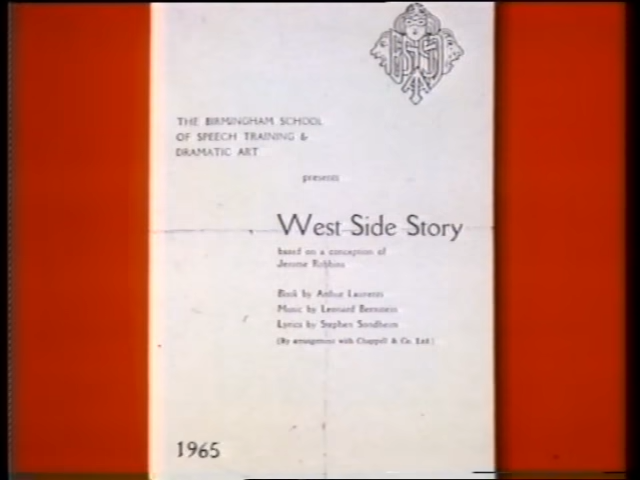 THE BIRMINGHAM SCHOOL
OF SPEECH TRAINING &
DRAMATIC ART
presents
West Side Story
based on a conception of
Jerome Robbins
Book by Arthur Laurents
Music by Leonard Bernstein
Lyrics by Stephen Sondheim
(By arrangement with Chappell & Co. Ltd.)
1965